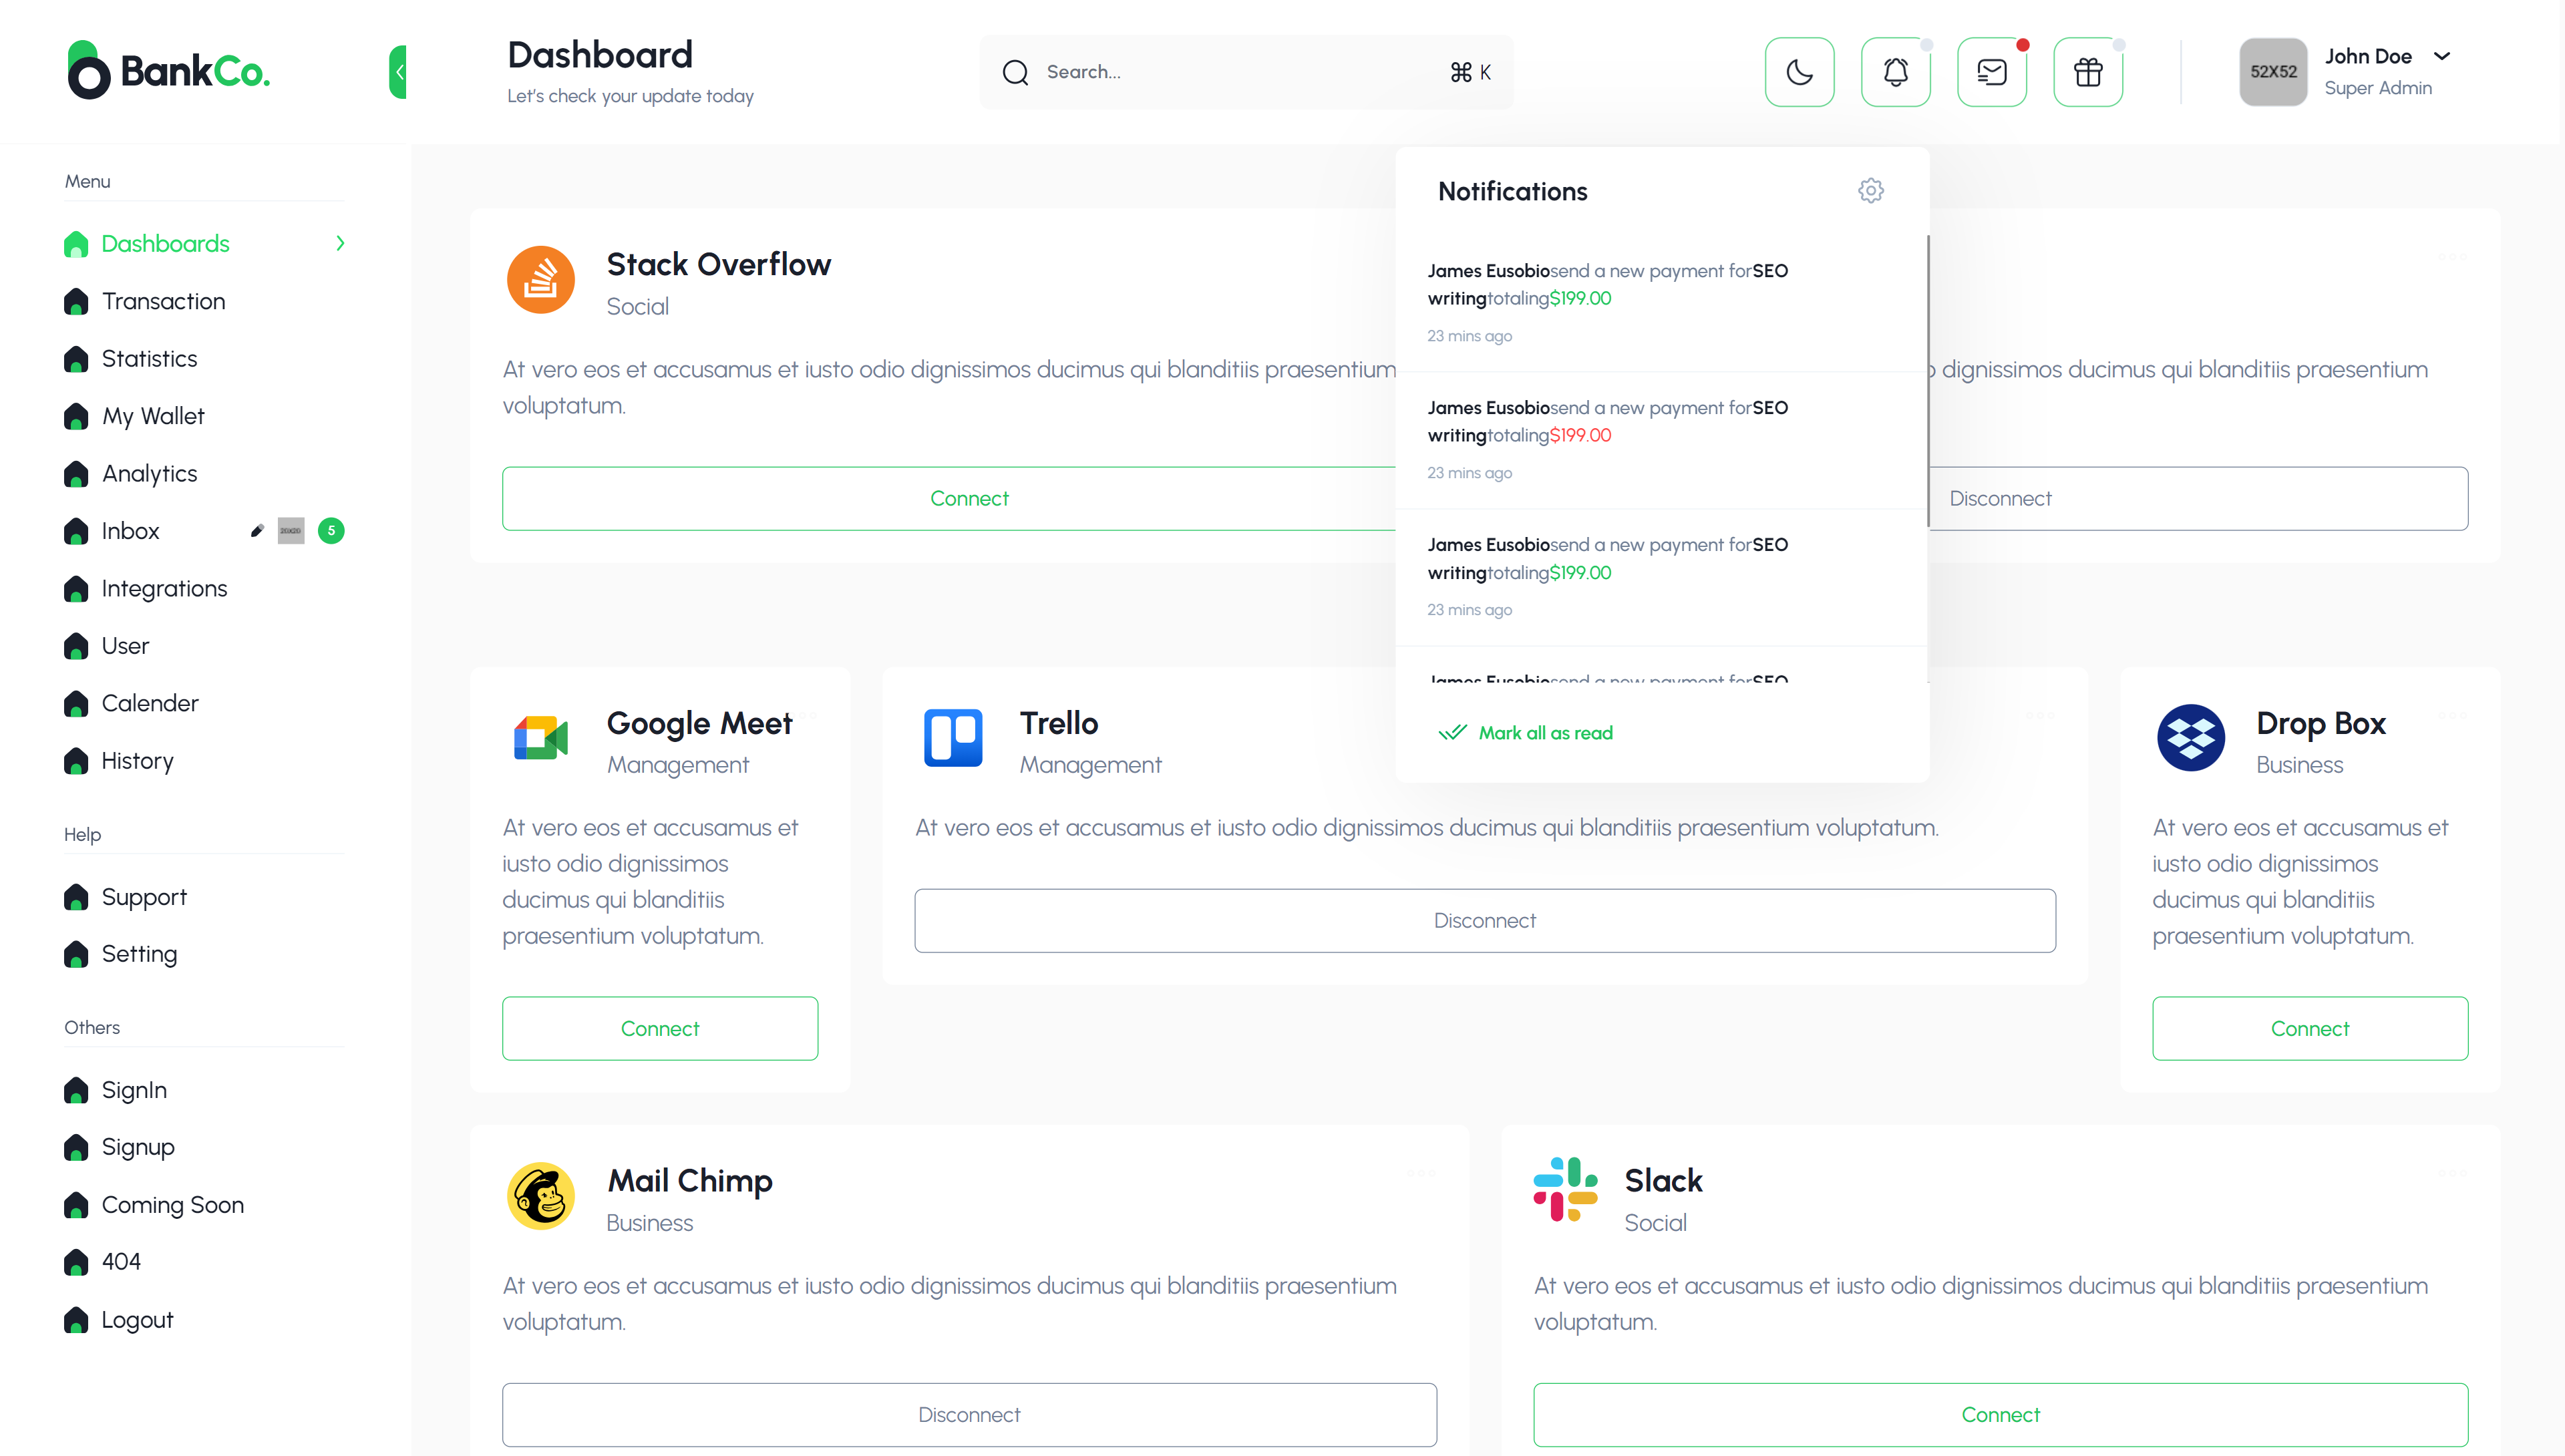 BankCo.
Dashboard
Let's check your update today
Search...
⌘ K
52X52
John Doe
Super Admin
Menu
Dashboards
Transaction
Statistics
My Wallet
Analytics
Inbox
5
Integrations
User
Calender
History
Help
Support
Setting
Others
SignIn
Signup
Coming Soon
404
Logout
Notifications
James Eusobiosend a new payment forSEO
writingtotaling$199.00
23 mins ago
James Eusobiosend a new payment forSEO
writingtotaling$199.00
23 mins ago
James Eusobiosend a new payment forSEO
writingtotaling$199.00
23 mins ago
James Eusobiosend a new payment forSEO
Mark all as read
Stack Overflow
Social
At vero eos et accusamus et iusto odio dignissimos ducimus qui blanditiis praesentium
voluptatum.
Connect
dignissimos ducimus qui blanditiis praesentium
Disconnect
Google Meet
Management
At vero eos et accusamus et
iusto odio dignissimos
ducimus qui blanditiis
praesentium voluptatum.
Connect
Trello
Management
At vero eos et accusamus et iusto odio dignissimos ducimus qui blanditiis praesentium voluptatum.
Disconnect
Drop Box
Business
At vero eos et accusamus et
iusto odio dignissimos
ducimus qui blanditiis
praesentium voluptatum.
Connect
Mail Chimp
Business
At vero eos et accusamus et iusto odio dignissimos ducimus qui blanditiis praesentium
voluptatum.
Disconnect
Slack
Social
At vero eos et accusamus et iusto odio dignissimos ducimus qui blanditiis praesentium
voluptatum.
Connect